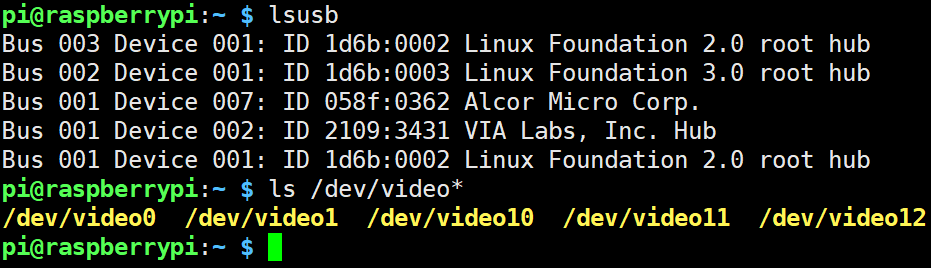 pi@raspberrypi:~ $ lsusb
Bus 003 Device 001: ID 1d6b:0002 Linux Foundation 2.0 root hub
Bus 002 Device 001: ID 1d6b:0003 Linux Foundation 3.0 root hub
Bus 001 Device 007: ID 058f:0362 Alcor Micro Corp.
Bus 001 Device 002: ID 2109:3431 VIA Labs, Inc. Hub
Bus 001 Device 001: ID 1d6b:0002 Linux Foundation 2.0 root hub
pi@raspberrypi:~ $ ls /dev/video*
/dev/video0  /dev/video1  /dev/video10  /dev/video11  /dev/video12
pi@raspberrypi:~ $